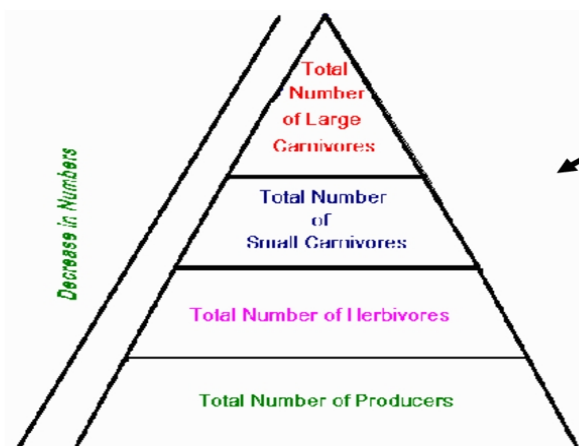 Total
Number
of Large
Carnivores
Total Number
of
Small Carnivores
Total Number of Herbivores
Total Number of Producers
Decrease in Numbers